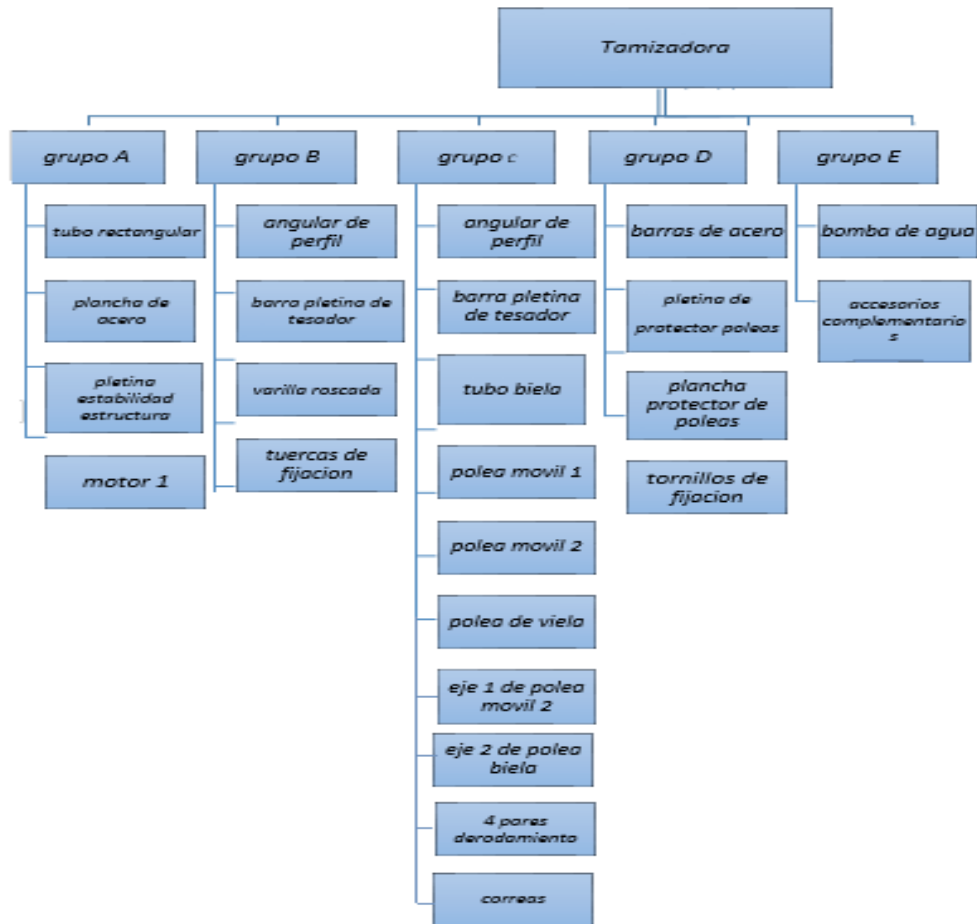 Tamizadora
grupo A
tubo rectangular
plancha de
acero
pletina
estabilidad
estructura
motor 1
grupo B
angular de
perfil
barra pletina de
tesador
varilla roscada
tuercas de
fijacion
grupo c
angular de
perfil
barra pletina
de tesador
tubo biela
polea movil 1
polea movil 2
polea de viela
eje 1 de polea
movil 2
eje 2 de polea
biela
4 pares
derodamiento
correas
grupo D
barras de acero
pletina de
protector poleas
plancha
protector de
poleas
tornillos de
fijacion
grupo E
bomba de agua
accesorios
complementario
s